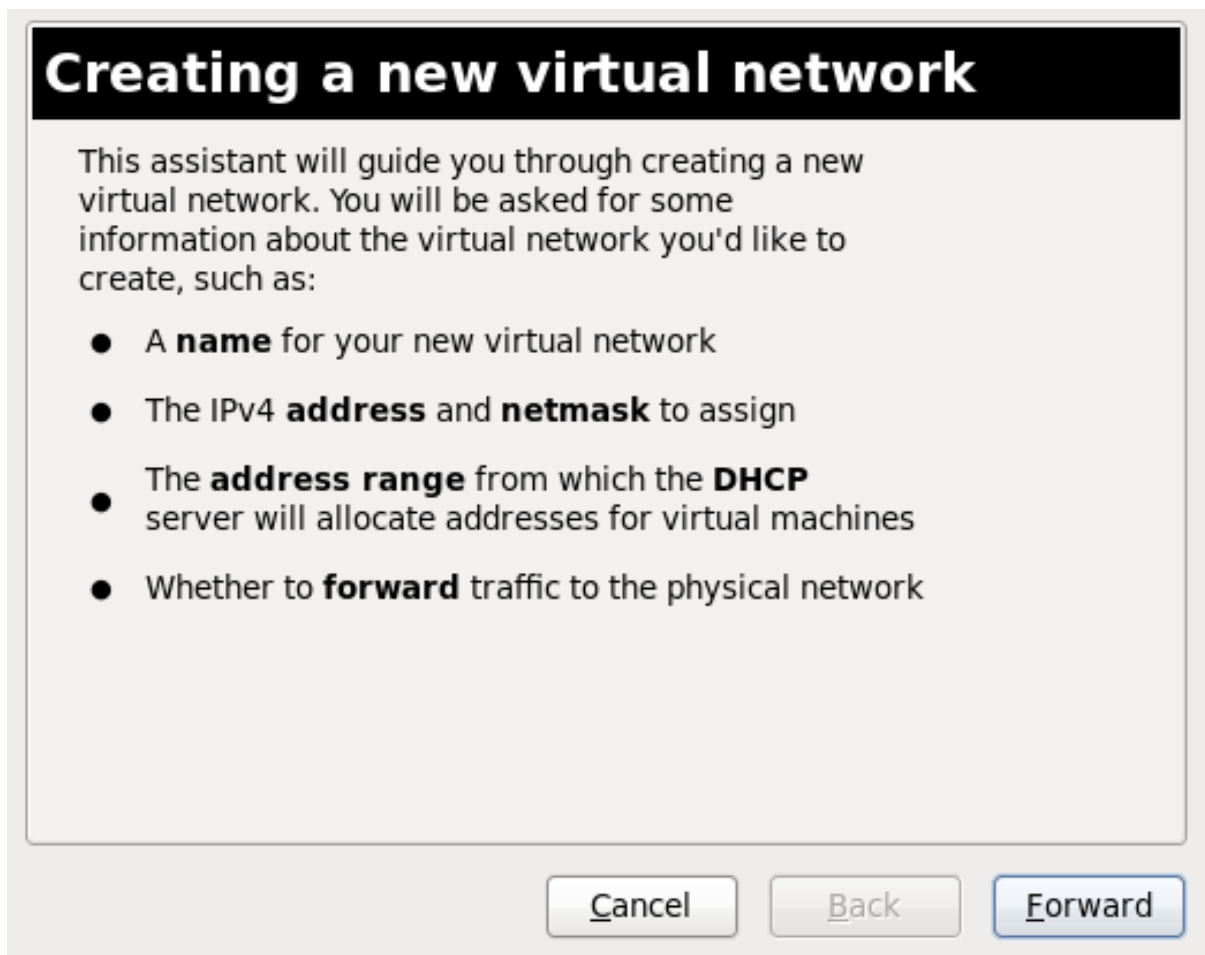 Creating a new virtual network
This assistant will guide you through creating a new
virtual network. You will be asked for some
information about the virtual network you'd like to
create, such as:
● A name for your new virtual network
● The IPv4 address and netmask to assign
● The address range from which the DHCP
server will allocate addresses for virtual machines
● Whether to forward traffic to the physical network
Cancel Back Forward